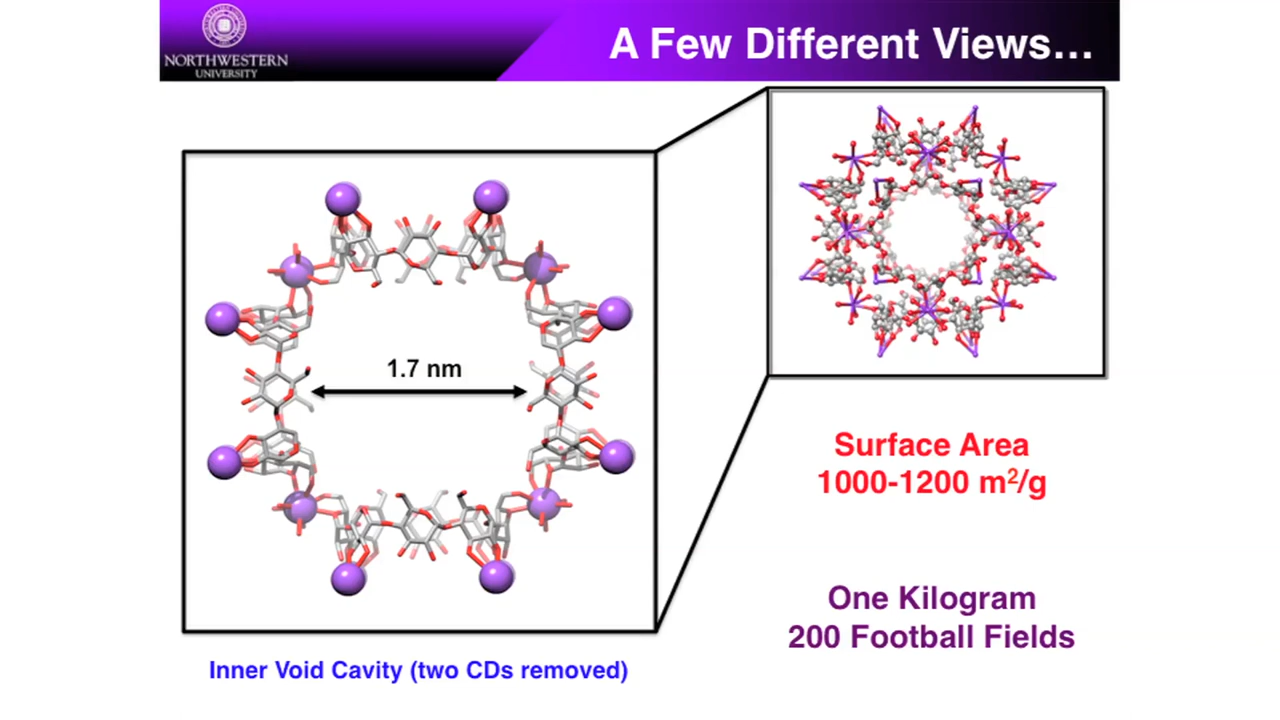 NORTHWESTERN
UNIVERSITY
A Few Different Views...
1.7 nm
Surface Area
1000-1200 m²/g
One Kilogram
200 Football Fields
Inner Void Cavity (two CDs removed)